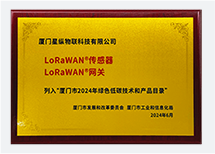 厦门星纵物联科技有限公司
LoRaWAN®传感器
LoRaWAN®网关
列入"厦门市2024年绿色低碳技术和产品目录"
厦门市发展和改革委员会 厦门市工业和信息化局
2024年6月